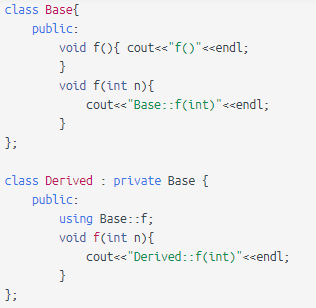 class Base{
    public:
        void f(){ cout<<"f()"<<endl;
        }
        void f(int n){
            cout<<"Base::f(int)"<<endl;
        }
};

class Derived : private Base {
    public:
        using Base::f;
        void f(int n){
            cout<<"Derived::f(int)"<<endl;
        }
};